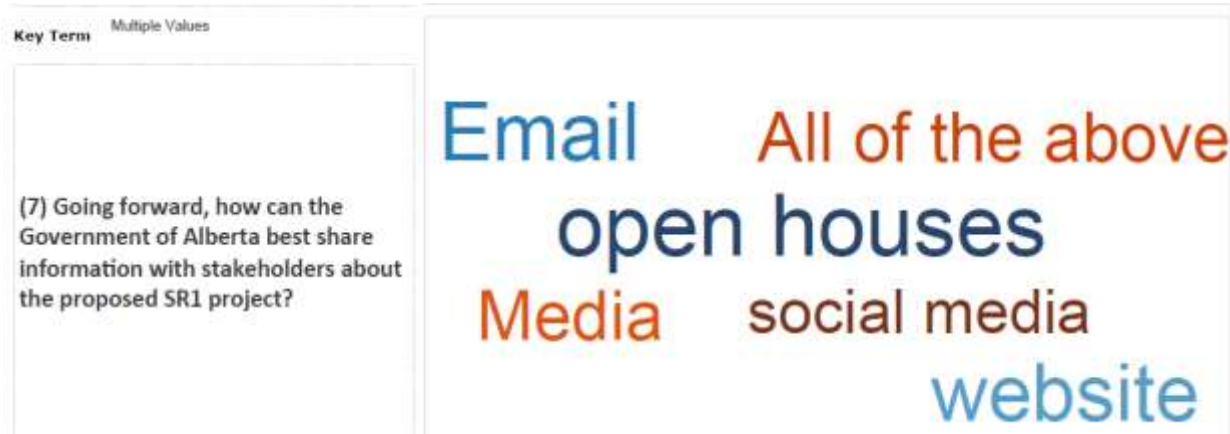 Key Term Multiple Values
(7) Going forward, how can the
Government of Alberta best share
information with stakeholders about
the proposed SR1 project?
Email All of the above
open houses
Media social media
website